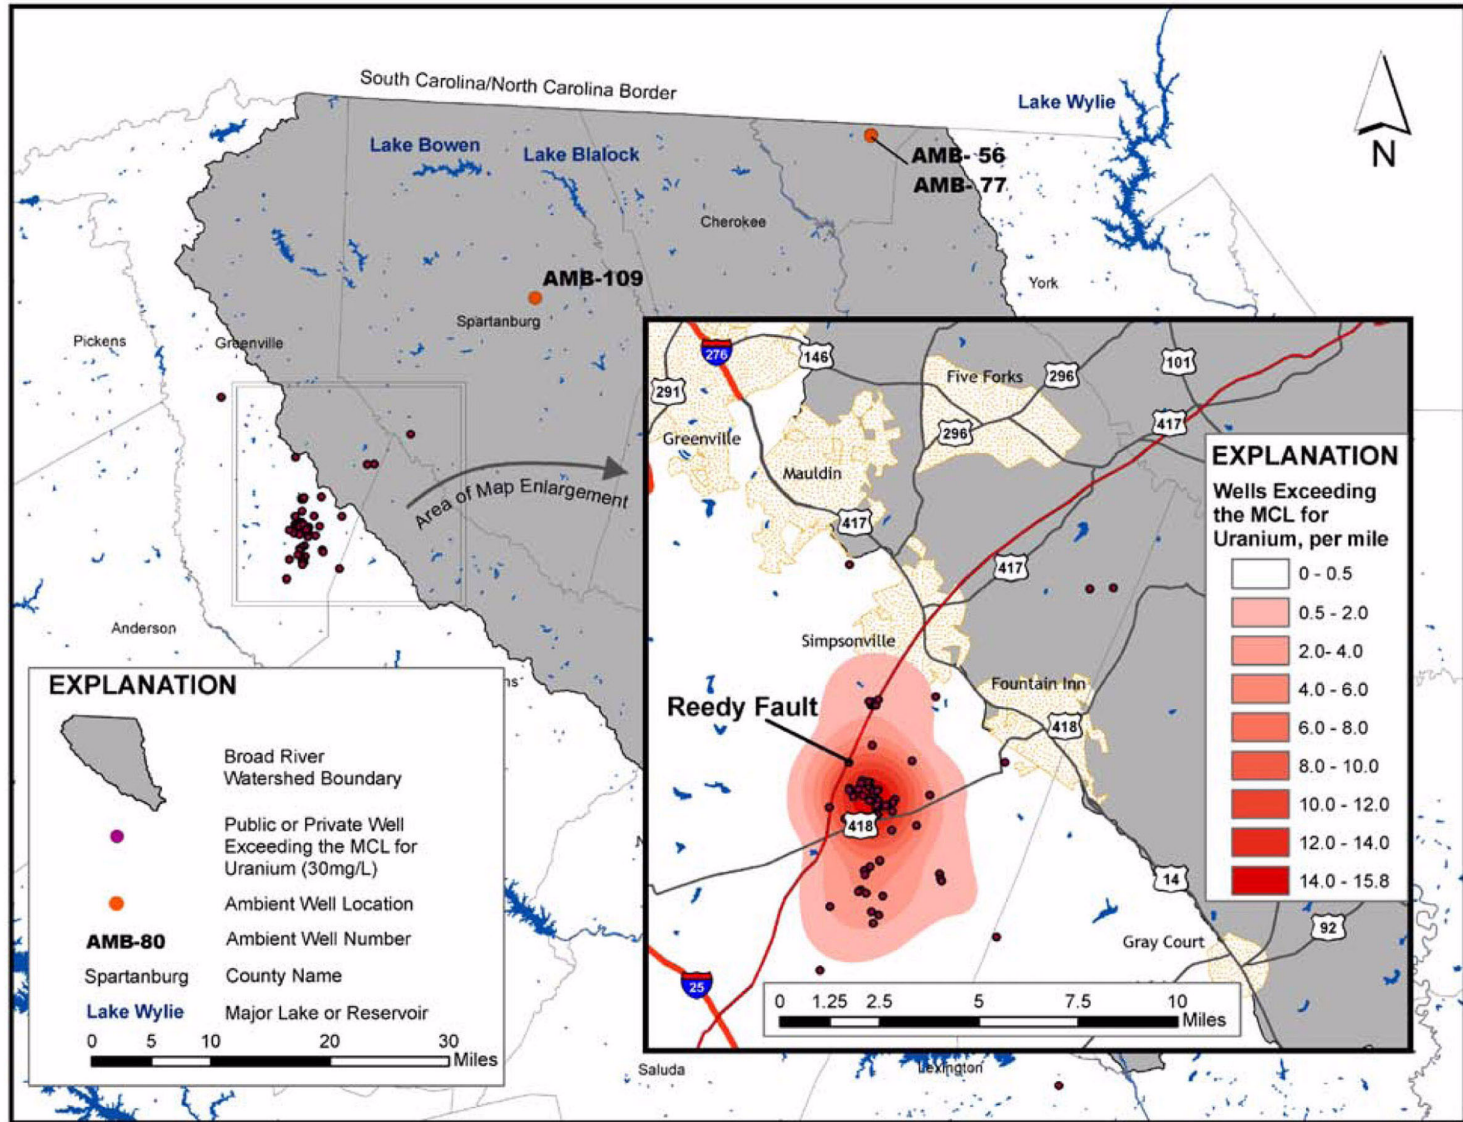 South Carolina/North Carolina Border
Lake Wylie
N
Lake Bowen
Lake Blalock
AMB- 56
AMB- 77
Cherokee
AMB-109
York
Spartanburg
Pickens
Greenville
Area of Map Enlargement
Anderson
Saluda
Lexington
EXPLANATION
Broad River
Watershed Boundary
Public or Private Well
Exceeding the MCL for
Uranium (30mg/L)
Ambient Well Location
AMB-80
Ambient Well Number
Spartanburg
County Name
Lake Wylie
Major Lake or Reservoir
0 5 10 20 30
Miles
276
146
291
Five Forks
296
101
296
417
Greenville
Mauldin
417
417
Simpsonville
Fountain Inn
Reedy Fault
418
418
14
92
Gray Court
25
0 1.25 2.5 5 7.5 10
Miles
EXPLANATION
Wells Exceeding
the MCL for
Uranium, per mile
0 - 0.5
0.5 - 2.0
2.0- 4.0
4.0 - 6.0
6.0 - 8.0
8.0 - 10.0
10.0 - 12.0
12.0 - 14.0
14.0 - 15.8